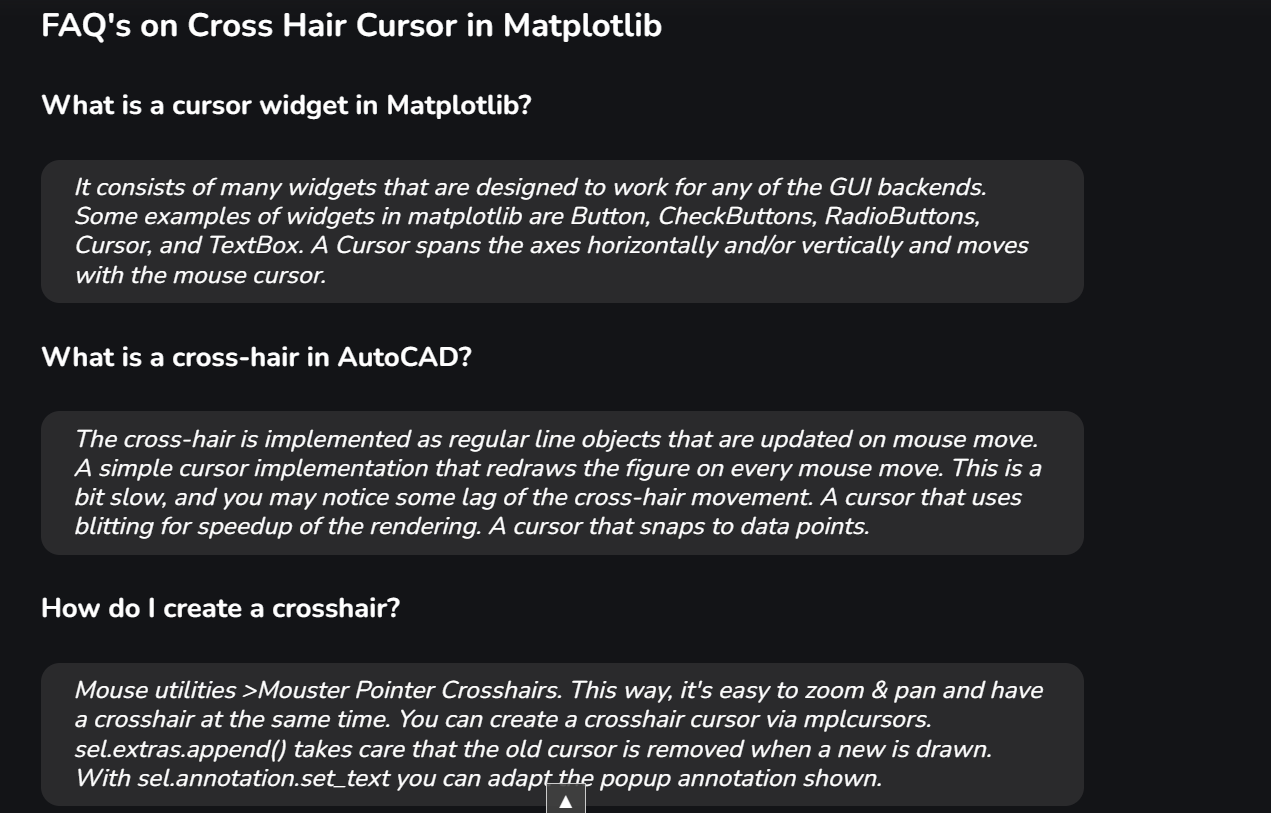 FAQ's on Cross Hair Cursor in Matplotlib
What is a cursor widget in Matplotlib?
It consists of many widgets that are designed to work for any of the GUI backends.
Some examples of widgets in matplotlib are Button, CheckButtons, RadioButtons,
Cursor, and TextBox. A Cursor spans the axes horizontally and/or vertically and moves
with the mouse cursor.
What is a cross-hair in AutoCAD?
The cross-hair is implemented as regular line objects that are updated on mouse move.
A simple cursor implementation that redraws the figure on every mouse move. This is a
bit slow, and you may notice some lag of the cross-hair movement. A cursor that uses
blitting for speedup of the rendering. A cursor that snaps to data points.
How do I create a crosshair?
Mouse utilities >Mouster Pointer Crosshairs. This way, it's easy to zoom & pan and have
a crosshair at the same time. You can create a crosshair cursor via mplcursors.
sel.extras.append() takes care that the old cursor is removed when a new is drawn.
With sel.annotation.set_text you can adapt the popup annotation shown.